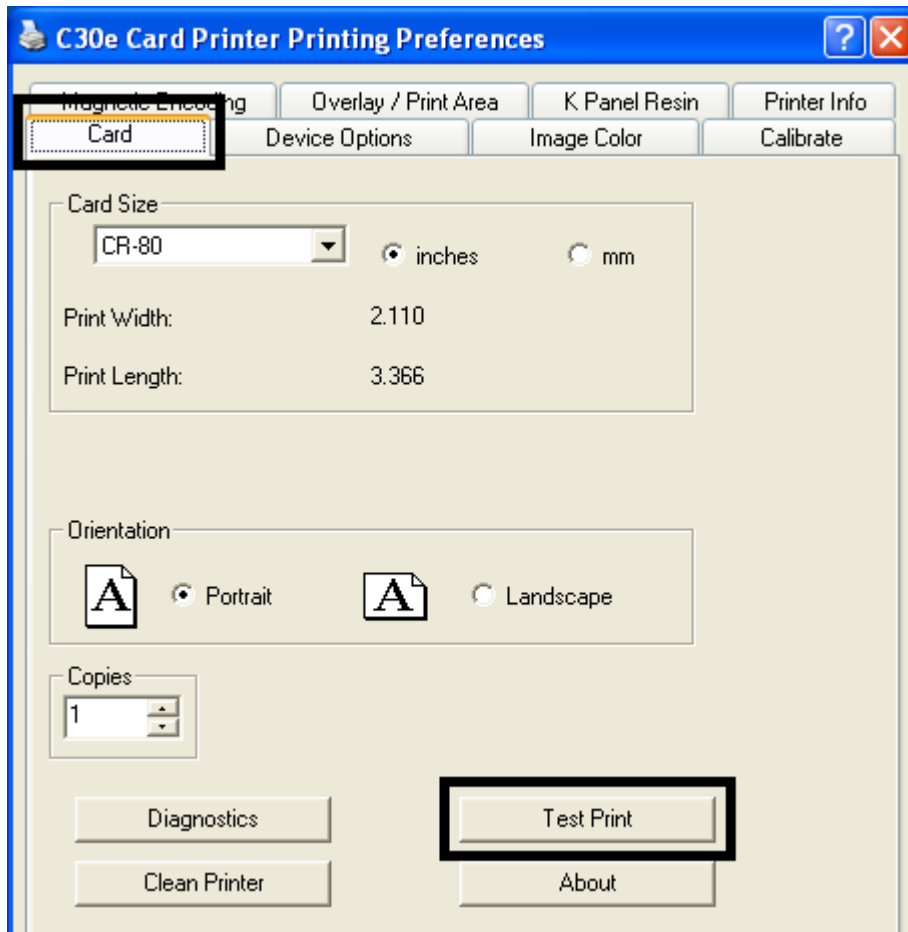 C30e Card Printer Printing Preferences
Magnetic Encoding Overlay / Print Area K Panel Resin Printer Info
Card Device Options Image Color Calibrate
Card Size
CR-80 inches mm
Print Width: 2.110
Print Length: 3.366
Orientation
A Portrait A Landscape
Copies
1
Diagnostics Test Print
Clean Printer About